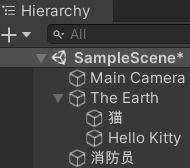 Hierarchy
All
SampleScene*
Main Camera
The Earth
猫
Hello Kitty
消防员